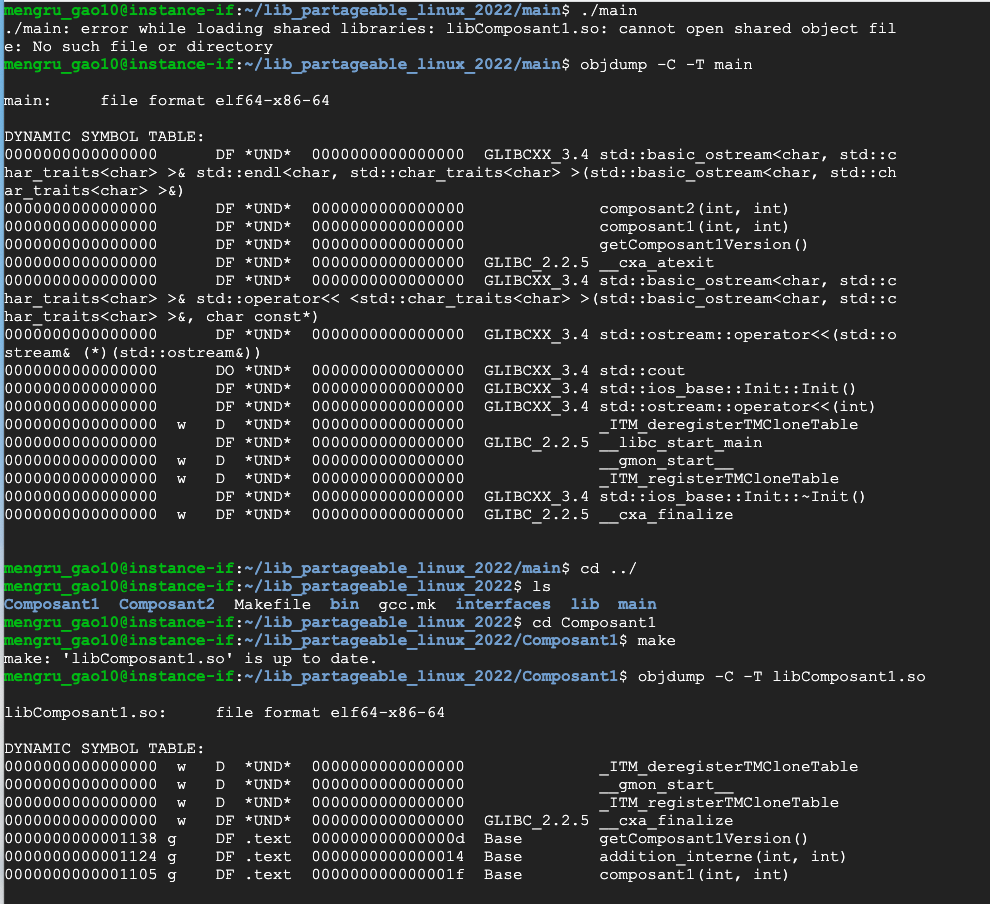 mengru_gao10@instance-if:~/lib_partageable_linux_2022/main$ ./main
./main: error while loading shared libraries: libComposant1.so: cannot open shared object fil
e: No such file or directory
mengru_gao10@instance-if:~/lib_partageable_linux_2022/main$ objdump -C -T main
main:     file format elf64-x86-64
DYNAMIC SYMBOL TABLE:
0000000000000000      DF *UND*  0000000000000000  GLIBCXX_3.4 std::basic_ostream<char, std::c
har_traits<char> >& std::endl<char, std::char_traits<char> >(std::basic_ostream<char, std::ch
ar_traits<char> >&)
0000000000000000      DF *UND*  0000000000000000              composant2(int, int)
0000000000000000      DF *UND*  0000000000000000              composant1(int, int)
0000000000000000      DF *UND*  0000000000000000              getComposant1Version()
0000000000000000      DF *UND*  0000000000000000  GLIBC_2.2.5 __cxa_atexit
0000000000000000      DF *UND*  0000000000000000  GLIBCXX_3.4 std::basic_ostream<char, std::c
har_traits<char> >& std::operator<< <std::char_traits<char> >(std::basic_ostream<char, std::c
har_traits<char> >&, char const*)
0000000000000000      DF *UND*  0000000000000000  GLIBCXX_3.4 std::ostream::operator<<(std::o
stream& (*)(std::ostream&))
0000000000000000      DO *UND*  0000000000000000  GLIBCXX_3.4 std::cout
0000000000000000      DF *UND*  0000000000000000  GLIBCXX_3.4 std::ios_base::Init::Init()
0000000000000000      DF *UND*  0000000000000000  GLIBCXX_3.4 std::ostream::operator<<(int)
0000000000000000  w   D  *UND*  0000000000000000              _ITM_deregisterTMCloneTable
0000000000000000      DF *UND*  0000000000000000  GLIBC_2.2.5 __libc_start_main
0000000000000000  w   D  *UND*  0000000000000000              __gmon_start__
0000000000000000  w   D  *UND*  0000000000000000              _ITM_registerTMCloneTable
0000000000000000      DF *UND*  0000000000000000  GLIBCXX_3.4 std::ios_base::Init::~Init()
0000000000000000  w   DF *UND*  0000000000000000  GLIBC_2.2.5 __cxa_finalize
mengru_gao10@instance-if:~/lib_partageable_linux_2022/main$ cd ../
mengru_gao10@instance-if:~/lib_partageable_linux_2022$ ls
Composant1  Composant2  Makefile  bin  gcc.mk  interfaces  lib  main
mengru_gao10@instance-if:~/lib_partageable_linux_2022$ cd Composant1
mengru_gao10@instance-if:~/lib_partageable_linux_2022/Composant1$ make
make: 'libComposant1.so' is up to date.
mengru_gao10@instance-if:~/lib_partageable_linux_2022/Composant1$ objdump -C -T libComposant1.so
libComposant1.so:     file format elf64-x86-64
DYNAMIC SYMBOL TABLE:
0000000000000000  w   D  *UND*  0000000000000000              _ITM_deregisterTMCloneTable
0000000000000000  w   D  *UND*  0000000000000000              __gmon_start__
0000000000000000  w   D  *UND*  0000000000000000              _ITM_registerTMCloneTable
0000000000000000  w   DF *UND*  0000000000000000  GLIBC_2.2.5 __cxa_finalize
0000000000001138 g    DF .text  000000000000000d  Base        getComposant1Version()
0000000000001124 g    DF .text  0000000000000014  Base        addition_interne(int, int)
0000000000001105 g    DF .text  000000000000001f  Base        composant1(int, int)